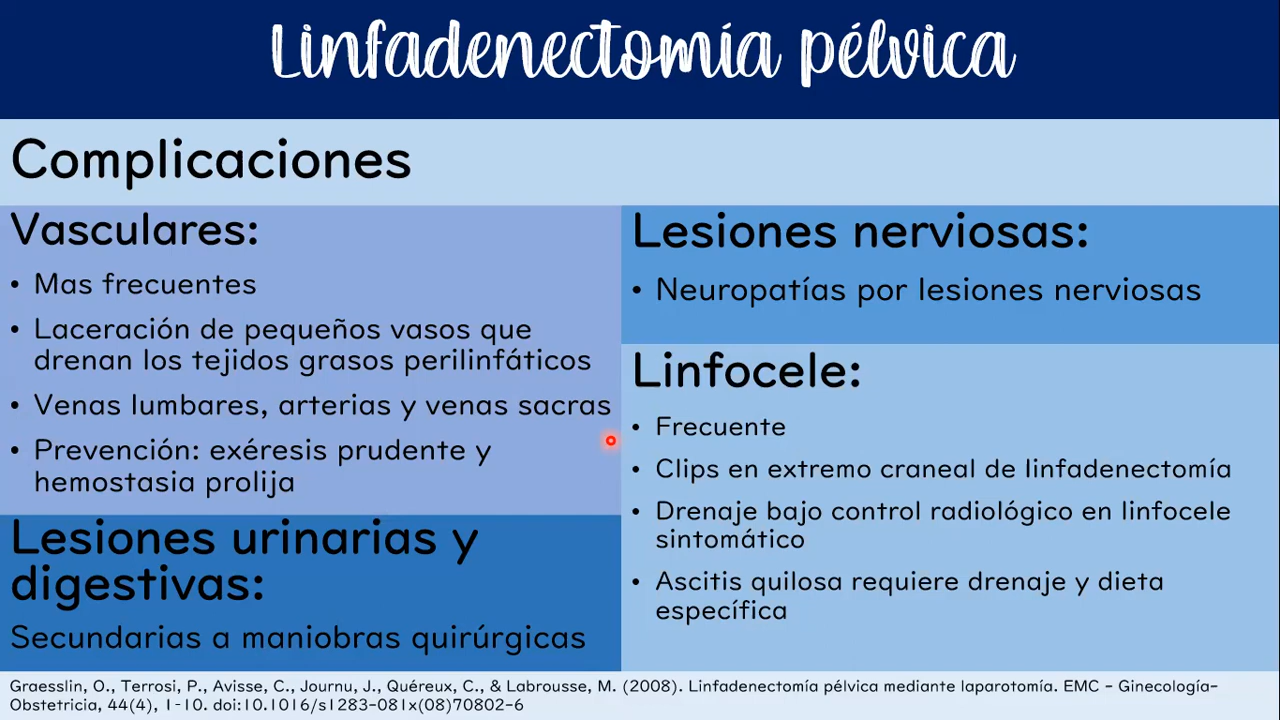 Linfadenectomía pélvica
Complicaciones
Vasculares:
• Mas frecuentes
• Laceración de pequeños vasos que
drenan los tejidos grasos perilinfáticos
• Venas lumbares, arterias y venas sacras
• Prevención: exéresis prudente y
hemostasia prolija
Lesiones urinarias y
digestivas:
Secundarias a maniobras quirúrgicas
Lesiones nerviosas:
• Neuropatías por lesiones nerviosas
Linfocele:
• Frecuente
• Clips en extremo craneal de linfadenectomía
• Drenaje bajo control radiológico en linfocele
sintomático
• Ascitis quilosa requiere drenaje y dieta
específica
Graesslin, O., Terrosi, P., Avisse, C., Journu, J., Quéreux, C., & Labrousse, M. (2008). Linfadenectomía pélvica mediante laparotomía. EMC - Ginecología-
Obstetricia, 44(4), 1-10. doi:10.1016/s1283-081x(08)70802-6